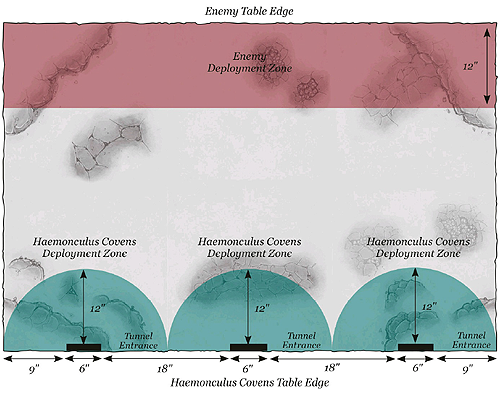 Enemy Table Edge
Enemy
Deployment Zone
12"
Haemonculus Covens
Deployment Zone
Haemonculus Covens
Deployment Zone
Haemonculus Covens
Deployment Zone
12"
12"
12"
Tunnel
Entrance
Tunnel
Entrance
Tunnel
Entrance
9"
6"
18"
6"
18"
6"
9"
Haemonculus Covens Table Edge